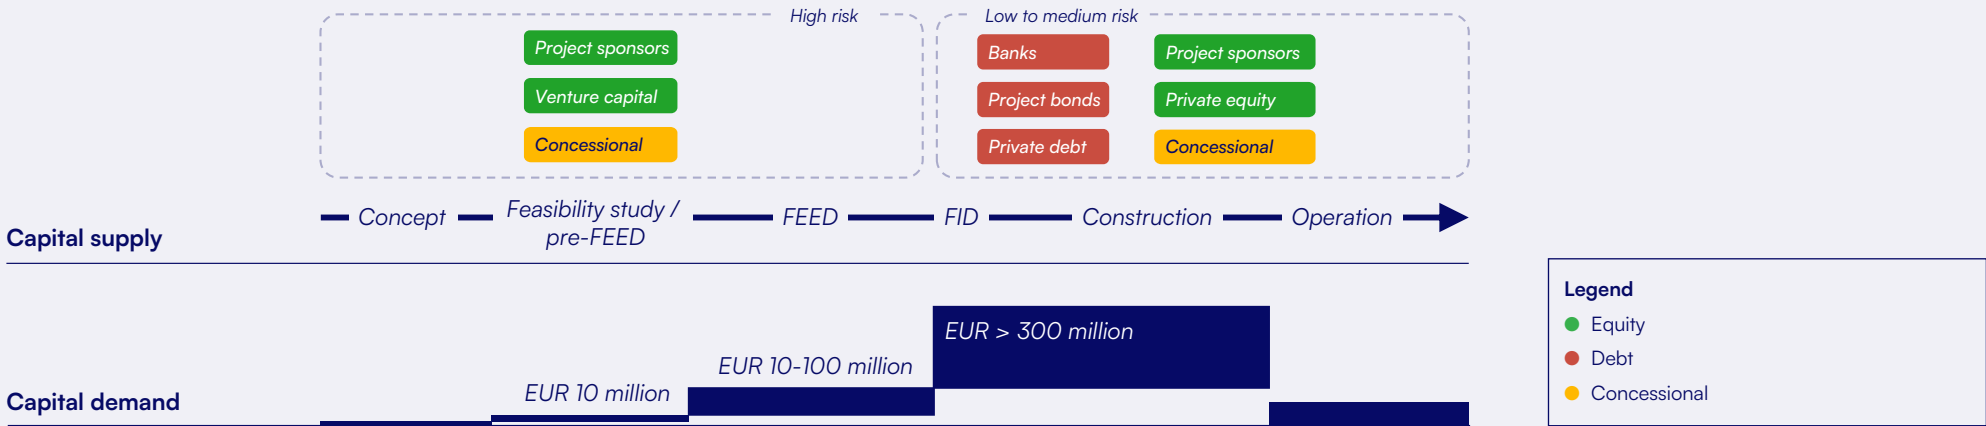 High risk
Project sponsors
Venture capital
Concessional
Low to medium risk
Banks
Project bonds
Private debt
Project sponsors
Private equity
Concessional
Capital supply
Concept
Feasibility study /
pre-FEED
FEED
FID
Construction
Operation
Capital demand
EUR 10 million
EUR 10-100 million
EUR > 300 million
Legend
Equity
Debt
Concessional